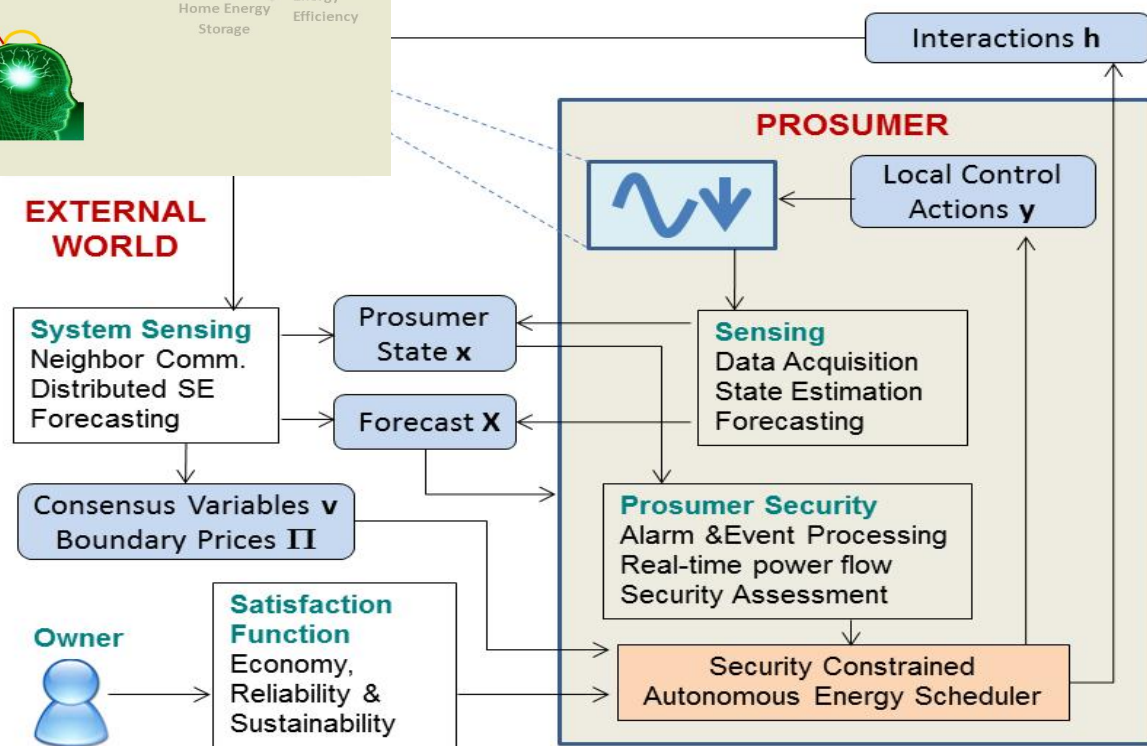 Home Energy
Storage
Efficiency
Interactions h
PROSUMER
Local Control
Actions y
EXTERNAL
WORLD
System Sensing
Neighbor Comm.
Distributed SE
Forecasting
Prosumer
State x
Forecast X
Sensing
Data Acquisition
State Estimation
Forecasting
Consensus Variables v
Boundary Prices Π
Prosumer Security
Alarm &Event Processing
Real-time power flow
Security Assessment
Owner
Satisfaction
Function
Economy,
Reliability &
Sustainability
Security Constrained
Autonomous Energy Scheduler